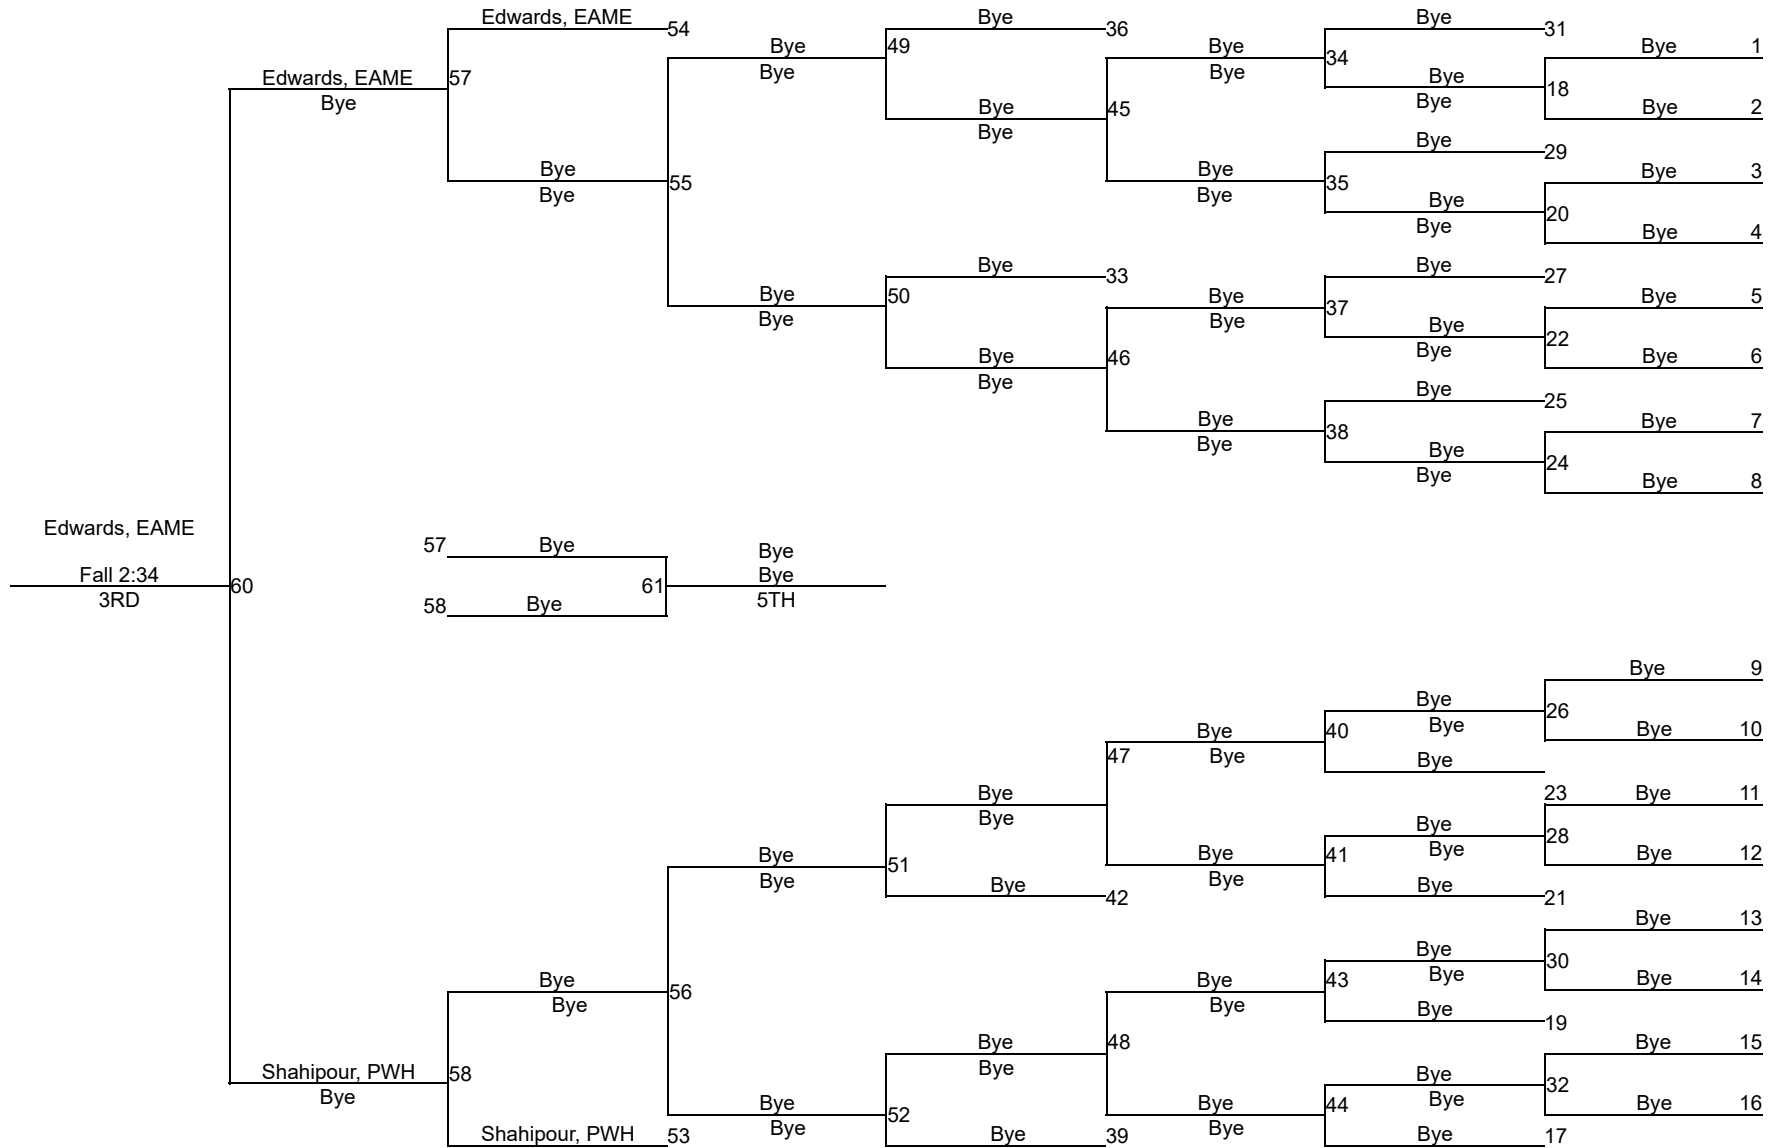 Edwards, EAME 54 Bye 36 Bye 31
Bye 49 Bye 34 Bye 1
Edwards, EAME 57 Bye Bye Bye 18
Bye Bye 45 Bye Bye 2
Bye
Bye 55 Bye 35 Bye 29 Bye 3
Bye Bye Bye 20
Bye Bye 4
Bye 33 Bye 27
Bye 50 Bye 37 Bye 5
Bye Bye Bye 22
Bye 46 Bye Bye 6
Bye
Bye 38 Bye 25 Bye 7
Bye Bye 24
Bye Bye 8
Edwards, EAME
57 Bye Bye
Fall 2:34 60 61 Bye
3RD 58 Bye 5TH
Bye 9
Bye 26
Bye 40 Bye Bye 10
47 Bye Bye
Bye 23 Bye 11
Bye Bye 28
Bye 51 Bye 41 Bye Bye 12
Bye Bye 42 Bye Bye 21
Bye 13
Bye 30
Bye 56 Bye 43 Bye Bye 14
Bye Bye Bye 19
Bye 48 Bye 15
Shahipour, PWH 58 Bye Bye 32
Bye Bye 52 Bye 44 Bye Bye 16
Shahipour, PWH 53 Bye Bye 39 Bye Bye 17